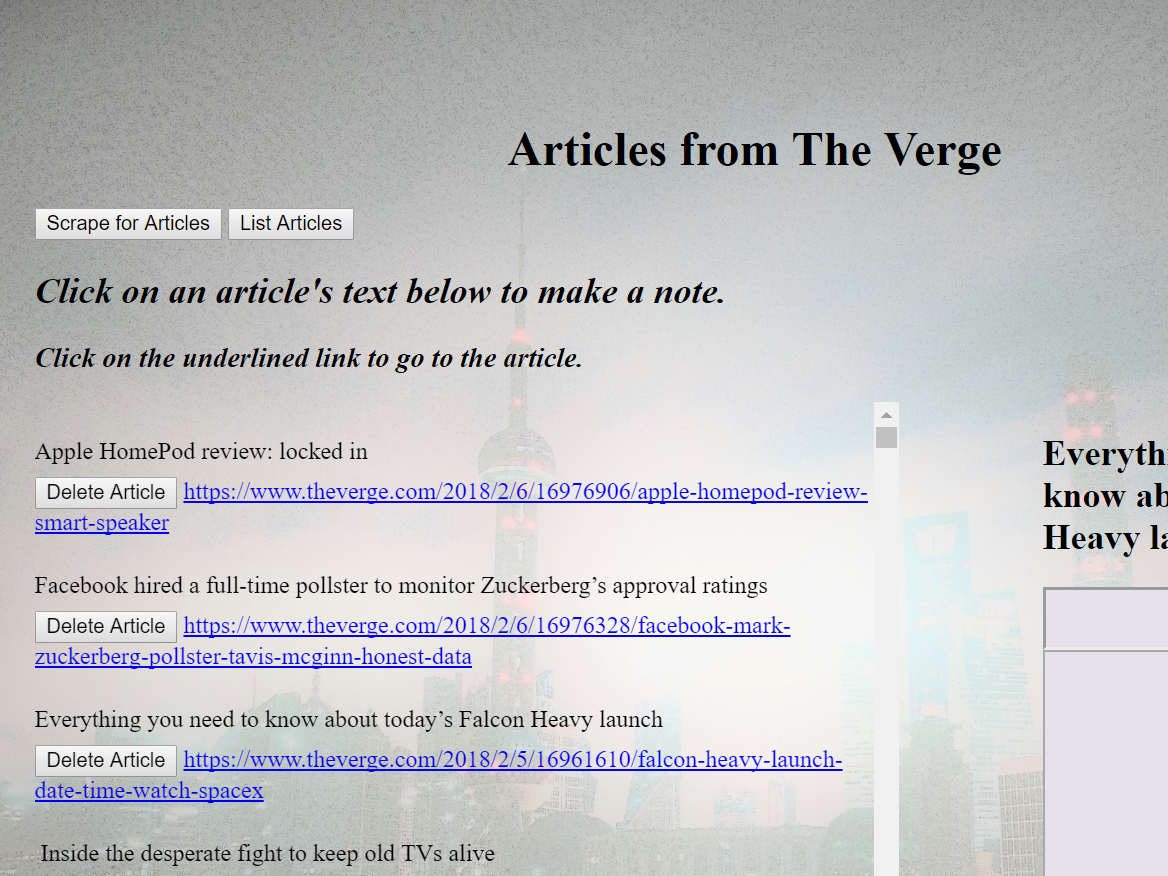 Articles from The Verge
Scrape for Articles List Articles
Click on an article's text below to make a note.
Click on the underlined link to go to the article.
Apple HomePod review: locked in
Delete Article https://www.theverge.com/2018/2/6/16976906/apple-homepod-review-
smart-speaker
Facebook hired a full-time pollster to monitor Zuckerberg’s approval ratings
Delete Article https://www.theverge.com/2018/2/6/16976328/facebook-mark-
zuckerberg-pollster-tavis-mcginn-honest-data
Everything you need to know about today’s Falcon Heavy launch
Delete Article https://www.theverge.com/2018/2/5/16961610/falcon-heavy-launch-
date-time-watch-spacex
Inside the desperate fight to keep old TVs alive
Everythi
know ab
Heavy la